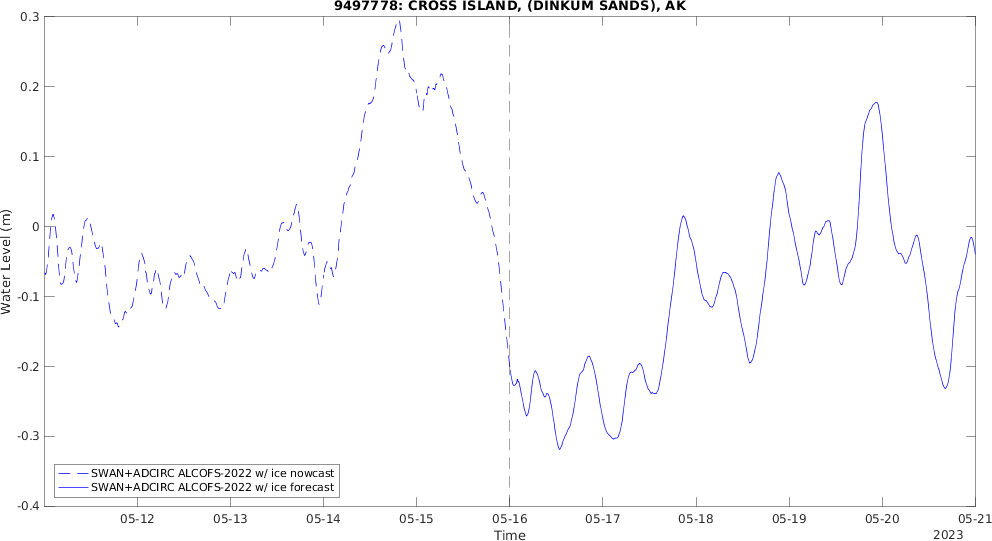 9497778: CROSS ISLAND, (DINKUM SANDS), AK
0.3
0.2
0.1
0
-0.1
-0.2
-0.3
-0.4
Water Level (m)
SWAN+ADCIRC ALCOFS-2022 w/ ice nowcast
SWAN+ADCIRC ALCOFS-2022 w/ ice forecast
05-12 05-13 05-14 05-15 05-16 05-17 05-18 05-19 05-20 05-21
Time
2023